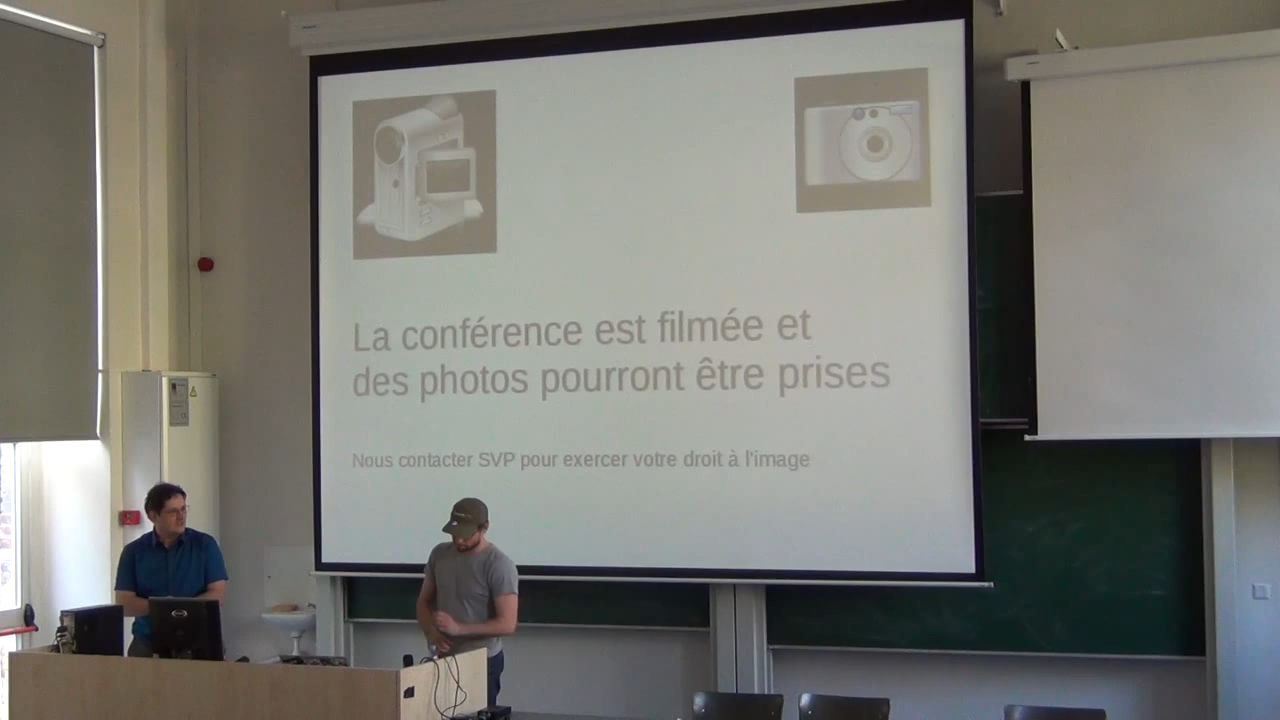 La conférence est filmée et
des photos pourront être prises
Nous contacter SVP pour exercer votre droit à l'image